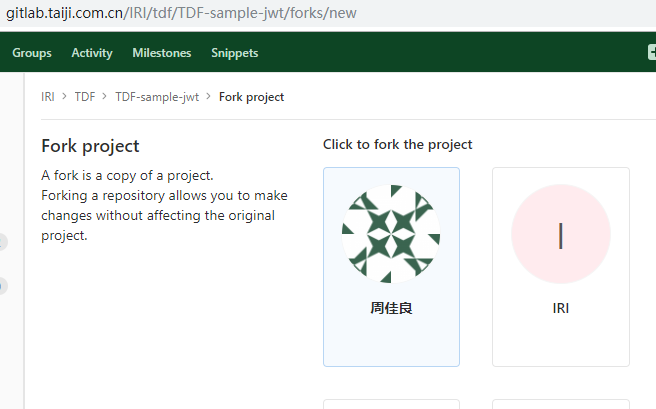 gitlab.taiji.com.cn/IRI/tdf/TDF-sample-jwt/forks/new
Groups Activity Milestones Snippets
IRI > TDF > TDF-sample-jwt > Fork project
Fork project
A fork is a copy of a project.
Forking a repository allows you to make
changes without affecting the original
project.
Click to fork the project
周佳良
I
IRI